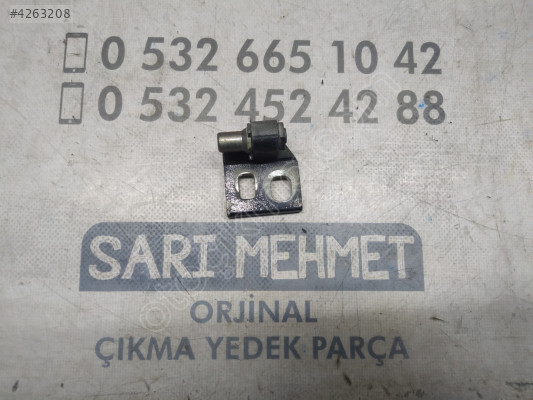 #4263208
0 532 665 10 42
0 532 452 42 88
SARI MEHMET
ORJİNAL
ÇIKMA YEDEK PARÇA